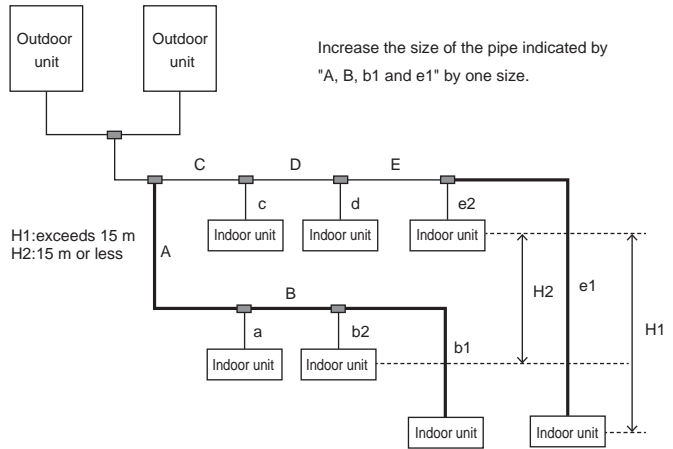 Outdoor
unit
Outdoor
unit
Increase the size of the pipe indicated by
"A, B, b1 and e1" by one size.
C
D
E
c
d
e2
Indoor unit
Indoor unit
Indoor unit
H1:exceeds 15 m
H2:15 m or less
A
B
H2
e1
H1
a
b2
b1
Indoor unit
Indoor unit
Indoor unit
Indoor unit